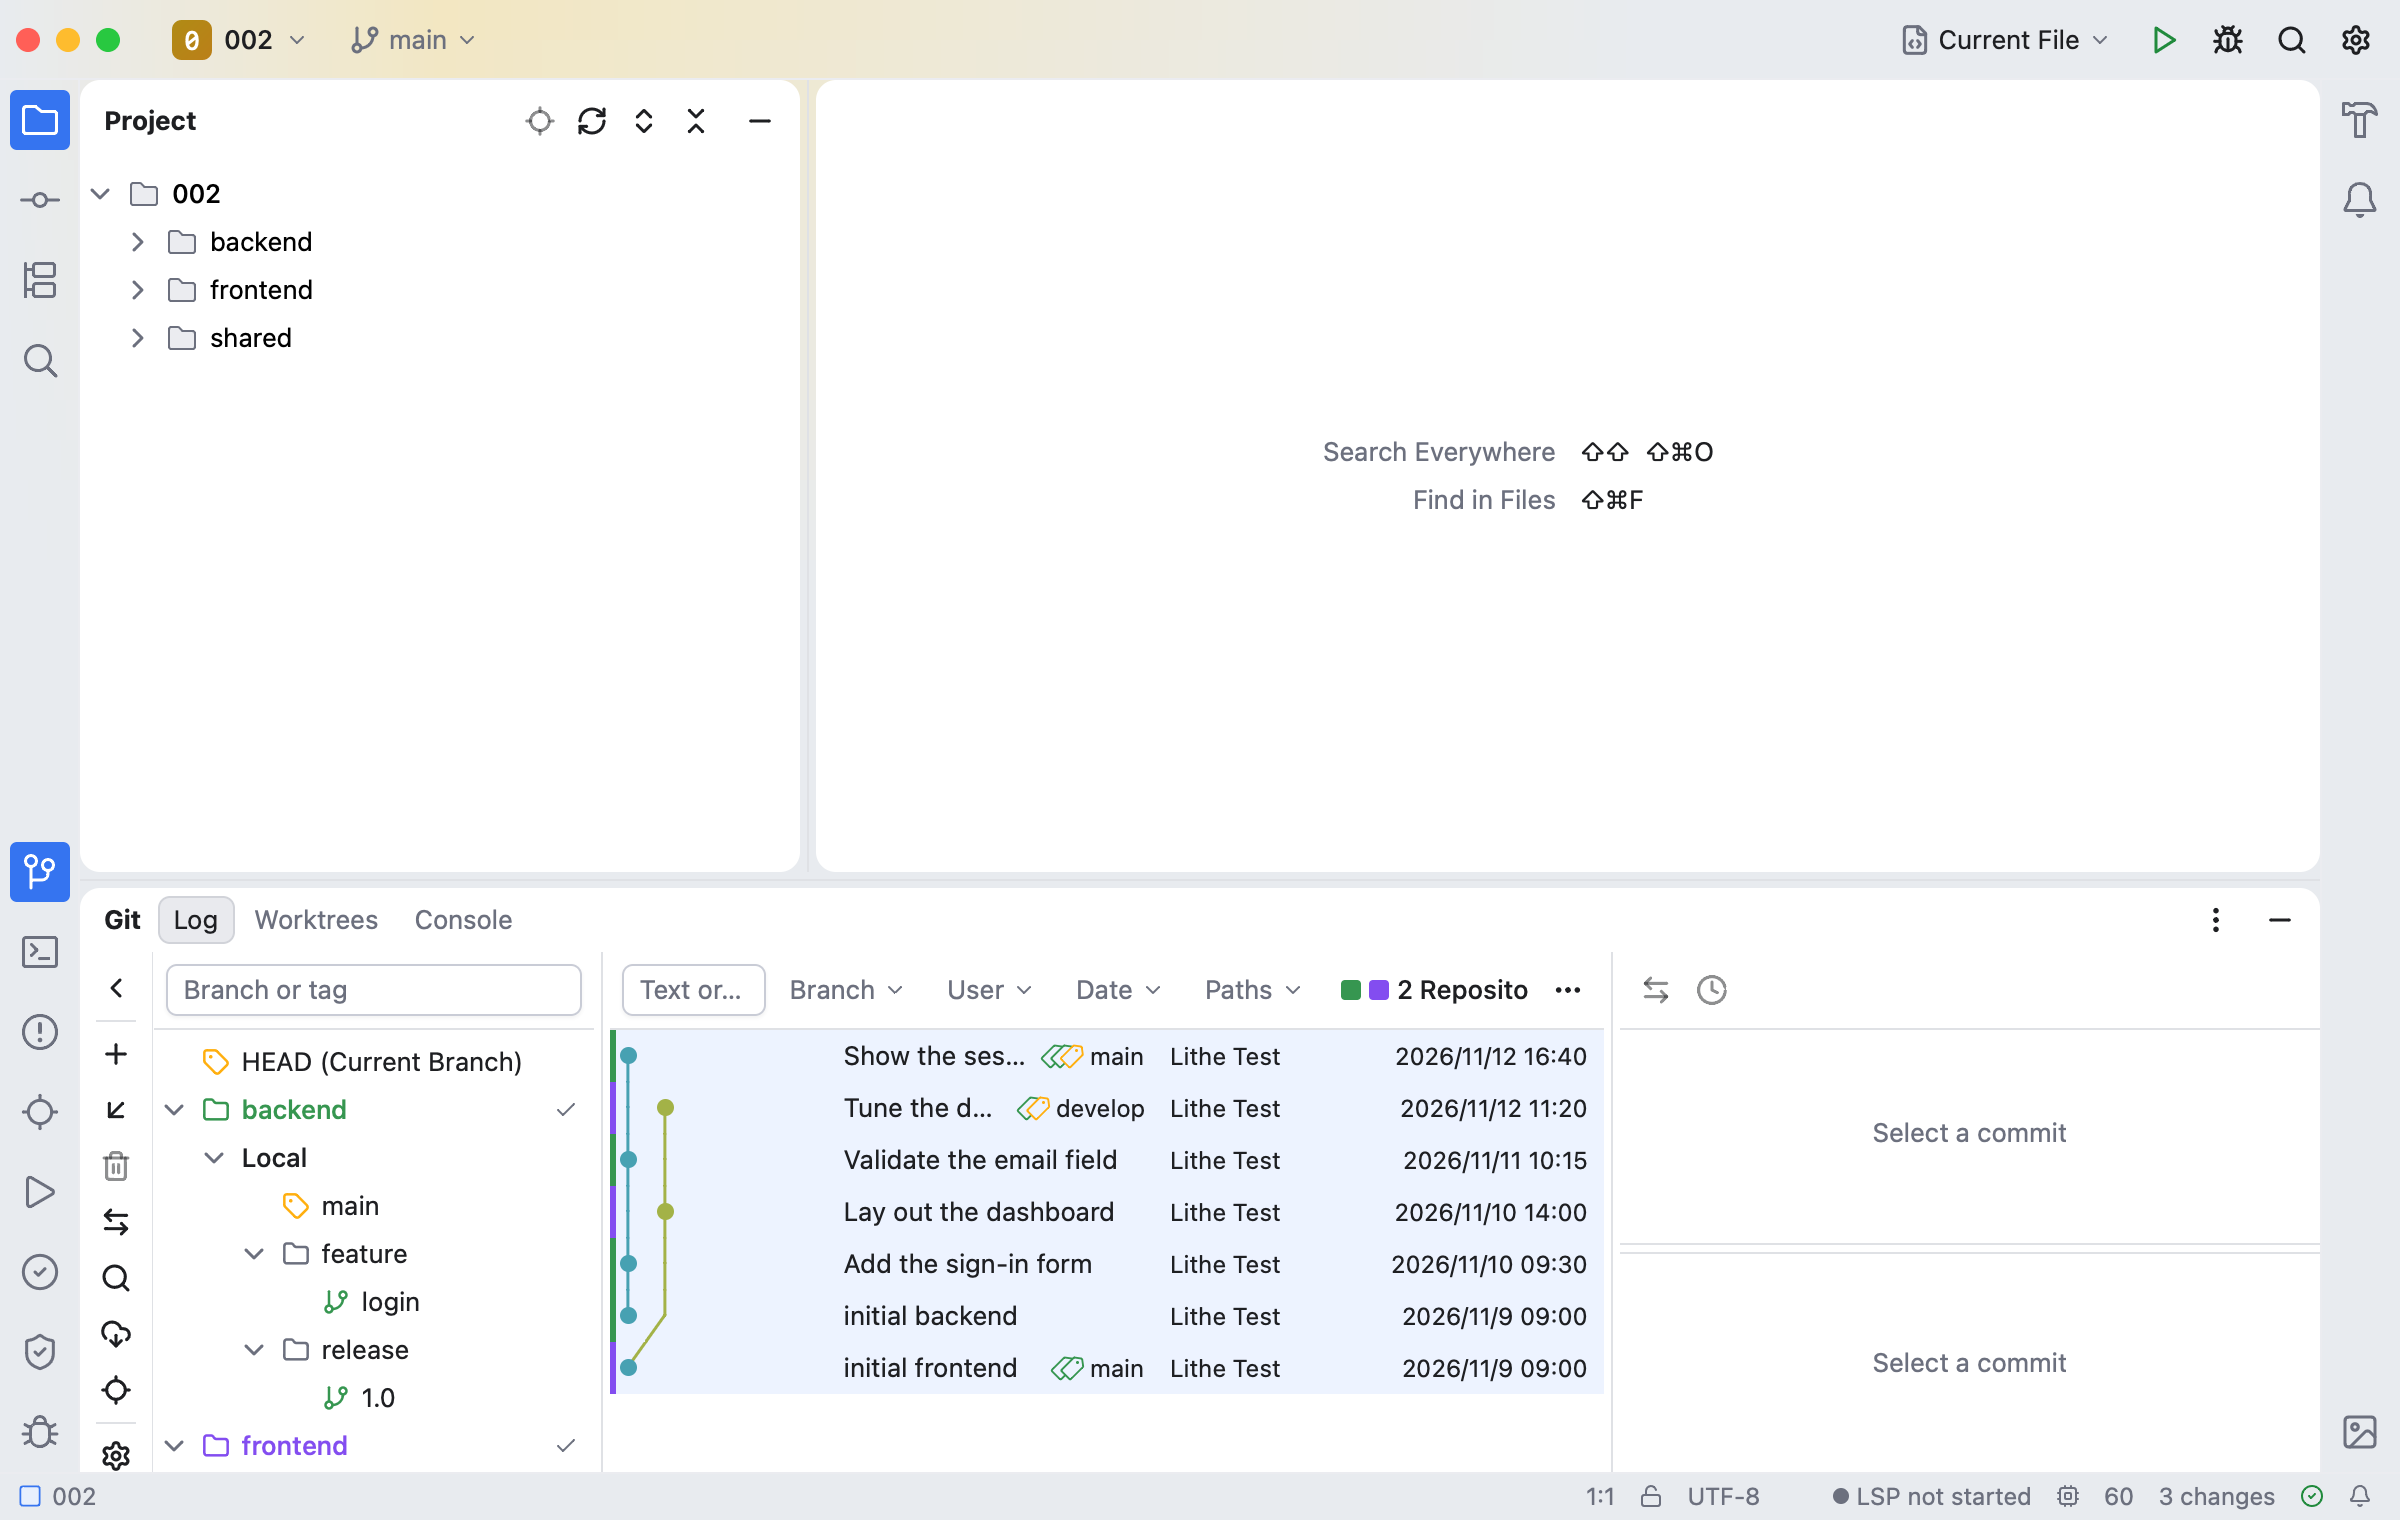 0 002 main Current File
Project
002
backend
frontend
shared
Search Everywhere ⇧⇧ ⇧⌘O
Find in Files ⇧⌘F
Git Log Worktrees Console
Branch or tag
HEAD (Current Branch)
backend
Local
main
feature
login
release
1.0
frontend
Text or... Branch User Date Paths 2 Reposito
Show the ses... main Lithe Test 2026/11/12 16:40
Tune the d... develop Lithe Test 2026/11/12 11:20
Validate the email field Lithe Test 2026/11/11 10:15
Lay out the dashboard Lithe Test 2026/11/10 14:00
Add the sign-in form Lithe Test 2026/11/10 09:30
initial backend Lithe Test 2026/11/9 09:00
initial frontend main Lithe Test 2026/11/9 09:00
Select a commit
Select a commit
002 1:1 UTF-8 LSP not started 60 3 changes